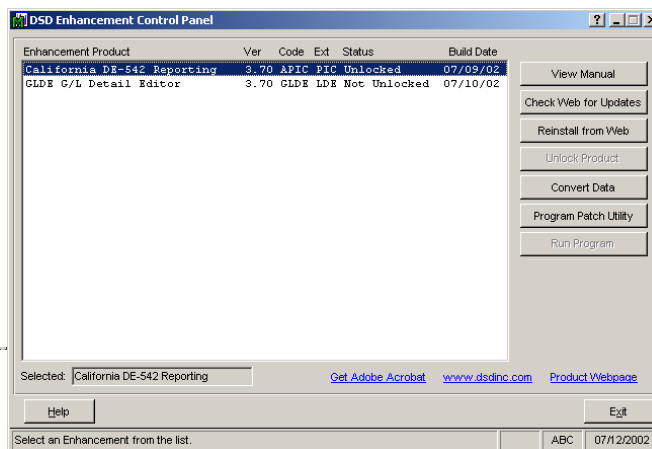 DSD Enhancement Control Panel
Enhancement Product Ver Code Ext Status Build Date
California DE-542 Reporting 3.70 APIC PIC Unlocked 07/09/02
GLDE G/L Detail Editor 3.70 GLDE LDE Not Unlocked 07/10/02
View Manual
Check Web for Updates
Reinstall from Web
Unlock Product
Convert Data
Program Patch Utility
Run Program
Selected: California DE-542 Reporting Get Adobe Acrobat www.dsdinc.com Product Webpage
Help Exit
Select an Enhancement from the list. ABC 07/12/2002